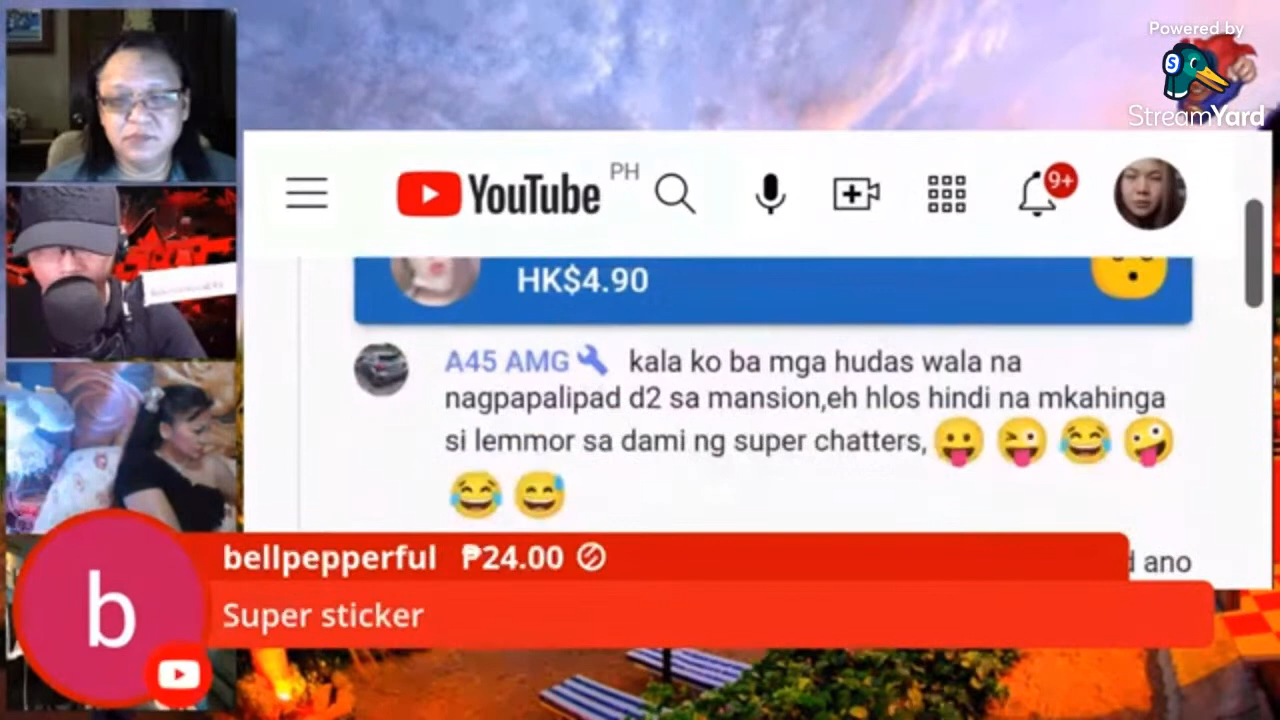 Powered by
StreamYard
YouTube PH
9+
HK$4.90
A45 AMG kala ko ba mga hudas wala na
nagpapalipad d2 sa mansion,eh hlos hindi na mkahinga
si lemmor sa dami ng super chatters,
ano
bellpepperful ₱24.00
Super sticker
b